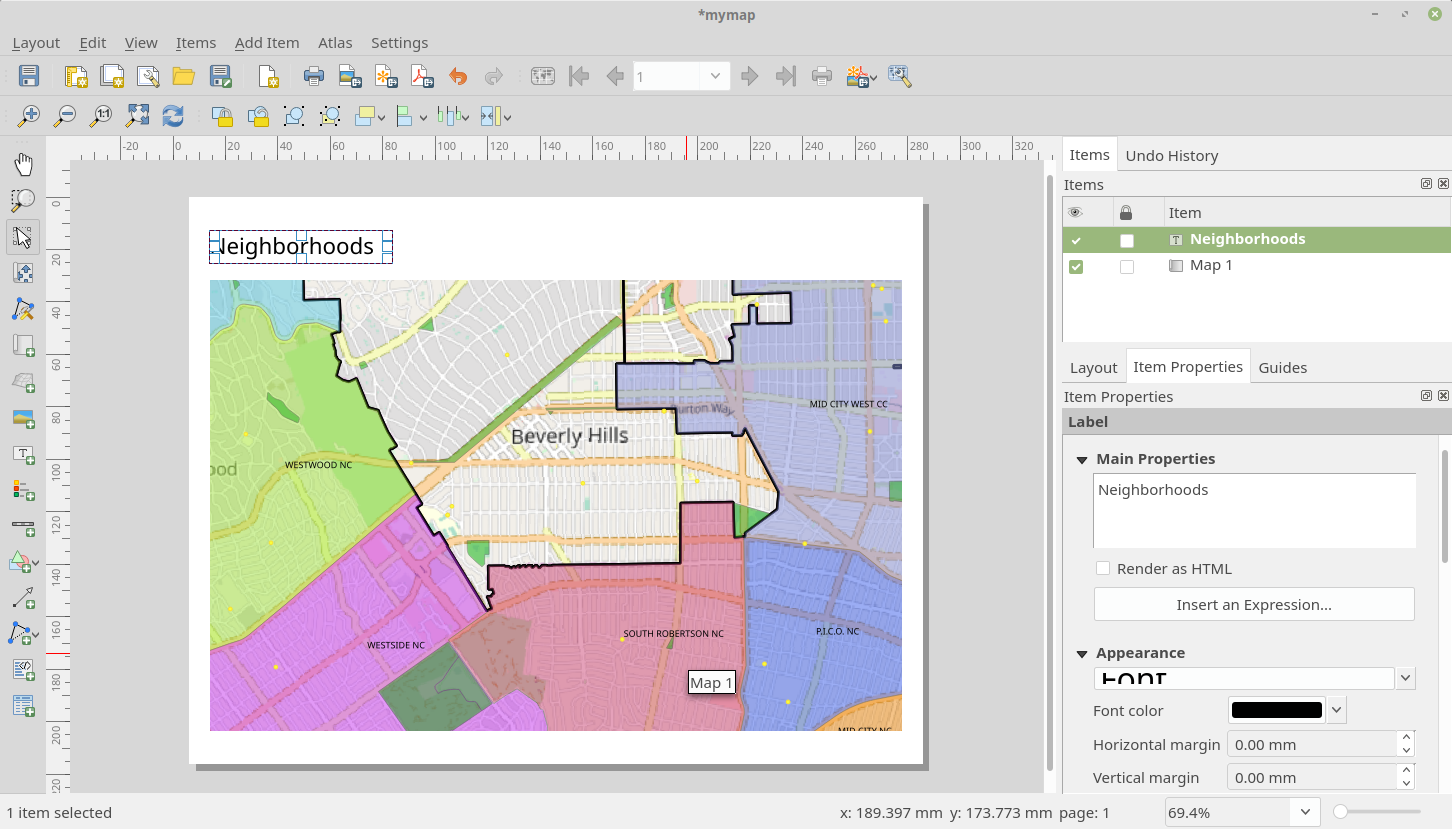 *mymap
Layout Edit View Items Add Item Atlas Settings
1
1:1
-20 0 20 40 60 80 100 120 140 160 180 200 220 240 260 280 300 320
Items Undo History
Items
Item
Neighborhoods
Map 1
0
20
40
60
80
100
120
140
160
180
200
220
Neighborhoods
MID CITY WEST CC
Beverly Hills
WESTWOOD NC
ood
SOUTH ROBERTSON NC
P.I.C.O. NC
WESTSIDE NC
Map 1
MID CITY NC
Layout Item Properties Guides
Item Properties
Label
Main Properties
Neighborhoods
Render as HTML
Insert an Expression...
Appearance
Font
Font color
Horizontal margin 0.00 mm
Vertical margin 0.00 mm
1 item selected
x: 189.397 mm y: 173.773 mm page: 1
69.4%